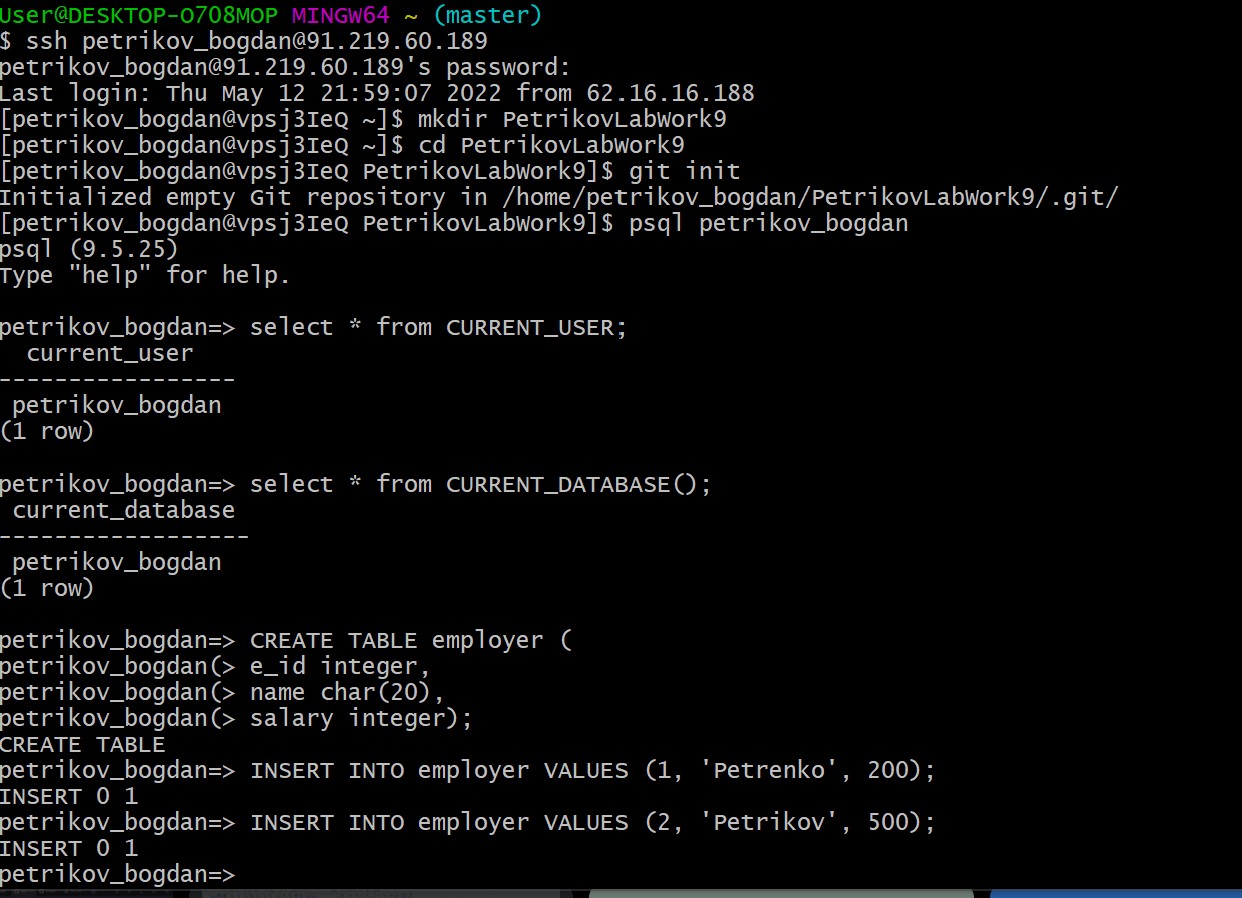 User@DESKTOP-O7O8MOP MINGW64 ~ (master)
$ ssh petrikov_bogdan@91.219.60.189
petrikov_bogdan@91.219.60.189's password:
Last login: Thu May 12 21:59:07 2022 from 62.16.16.188
[petrikov_bogdan@vpsj3IeQ ~]$ mkdir PetrikovLabWork9
[petrikov_bogdan@vpsj3IeQ ~]$ cd PetrikovLabWork9
[petrikov_bogdan@vpsj3IeQ PetrikovLabWork9]$ git init
Initialized empty Git repository in /home/petrikov_bogdan/PetrikovLabWork9/.git/
[petrikov_bogdan@vpsj3IeQ PetrikovLabWork9]$ psql petrikov_bogdan
psql (9.5.25)
Type "help" for help.
petrikov_bogdan=> select * from CURRENT_USER;
current_user
-----------------
petrikov_bogdan
(1 row)
petrikov_bogdan=> select * from CURRENT_DATABASE();
current_database
------------------
petrikov_bogdan
(1 row)
petrikov_bogdan=> CREATE TABLE employer (
petrikov_bogdan(> e_id integer,
petrikov_bogdan(> name char(20),
petrikov_bogdan(> salary integer);
CREATE TABLE
petrikov_bogdan=> INSERT INTO employer VALUES (1, 'Petrenko', 200);
INSERT 0 1
petrikov_bogdan=> INSERT INTO employer VALUES (2, 'Petrikov', 500);
INSERT 0 1
petrikov_bogdan=>